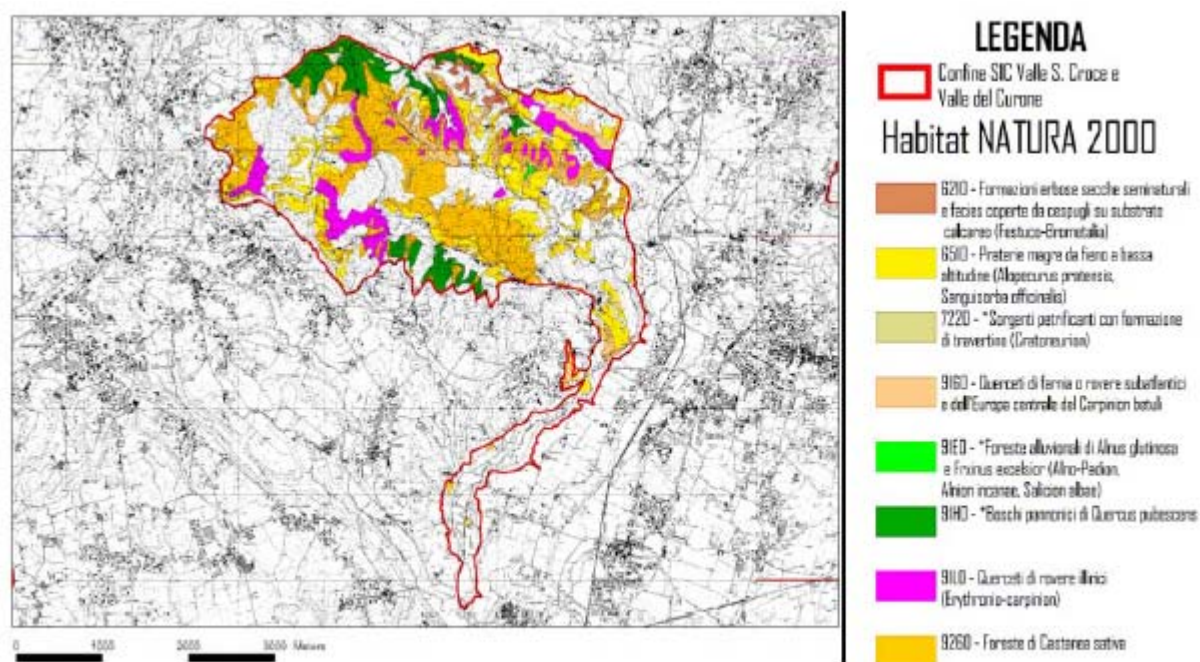 LEGENDA
Confine SIC Valle S. Croce e
Valle del Curone
Habitat NATURA 2000
6210 - Formazioni erbose secche seminaturali
e facies coperte da cespugli su substrato
calcareo (Festuco-Brometalia)
6510 - Praterie magre da fieno a bassa
altitudine (Alopecurus pratensis,
Sanguisorba officinalis)
7220 - *Sorgenti petrificanti con formazione
di travertino (Cratoneurion)
9160 - Querceti di farnia o rovere subatlantici
e dell'Europa centrale del Carpinion betuli
91E0 - *Foreste alluvionali di Alnus glutinosa
e Frxinus excelsior (Alno-Padion,
Alnion incanae, Salicion albae)
91H0 - *Boschi pannonici di Quercus pubescens
91L0 - Querceti di rovere illirici
(Erythronio-carpinion)
9260 - Foreste di Castanea sativa
0 1000 2000 3000 Meters